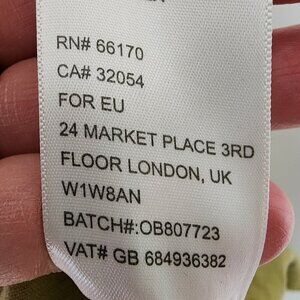 RN# 66170
CA# 32054
FOR EU
24 MARKET PLACE 3RD
FLOOR LONDON, UK
W1W8AN
BATCH#:OB807723
VAT# GB 684936382